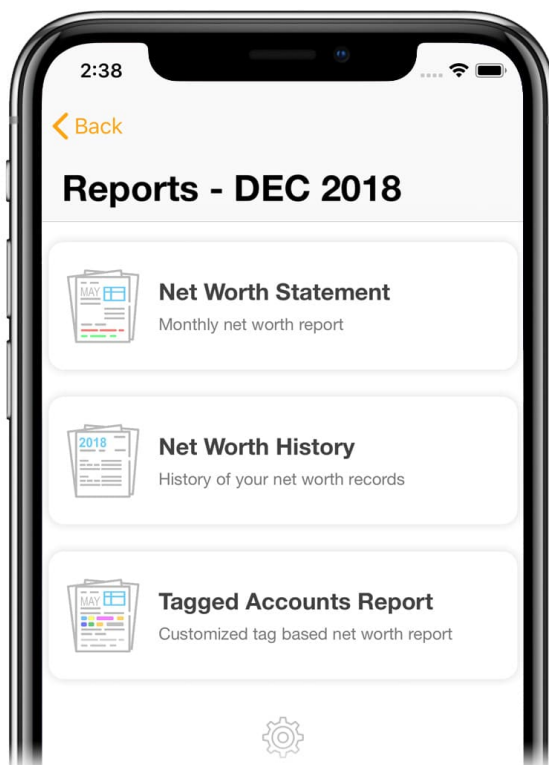 2:38
Back
Reports - DEC 2018
MAY
Net Worth Statement
Monthly net worth report
2018
Net Worth History
History of your net worth records
MAY
Tagged Accounts Report
Customized tag based net worth report